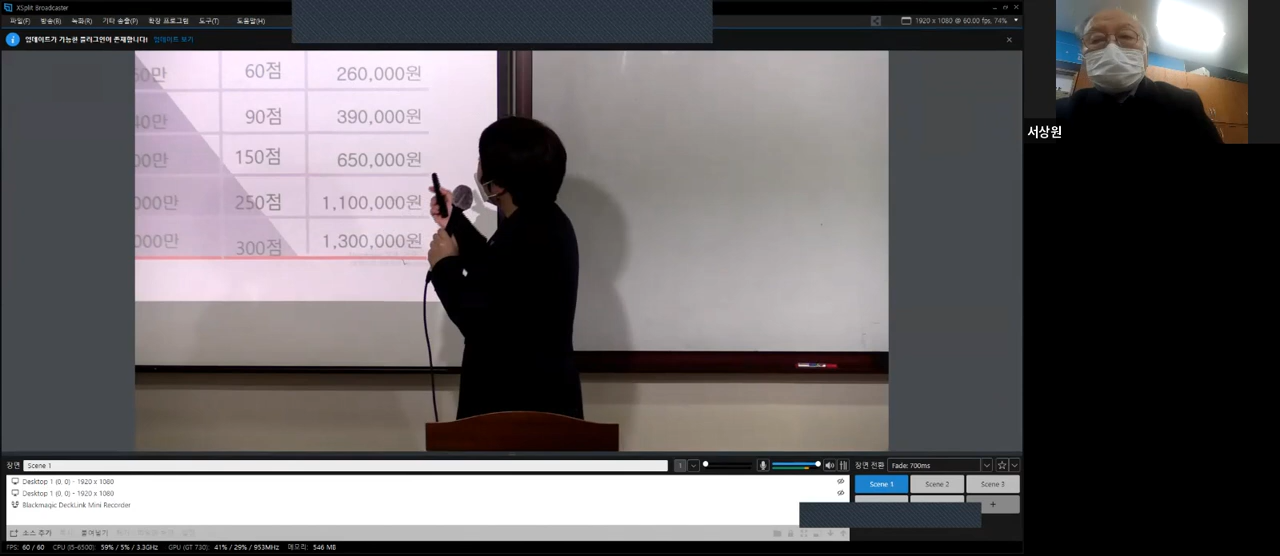 XSplit Broadcaster
파일(F) 방송(B) 녹화(R) 기타 송출(P) 확장 프로그램 도구(T) 도움말(H)
1920 x 1080 @ 60.00 fps, 74%
업데이트가 가능한 플러그인이 존재합니다! 업데이트 보기
60점 260,000원
90점 390,000원
150점 650,000원
250점 1,100,000원
300점 1,300,000원
서상원
장면 Scene 1
장면 전환 Fade: 700ms
Desktop 1 (0, 0) - 1920 x 1080
Desktop 1 (0, 0) - 1920 x 1080
Blackmagic DeckLink Mini Recorder
Scene 1 Scene 2 Scene 3
소스 추가 붙여넣기
FPS: 60 / 60 CPU (i5-6500): 59% / 5% / 3.3GHz GPU (GT 730): 41% / 29% / 953MHz 메모리: 546 MB